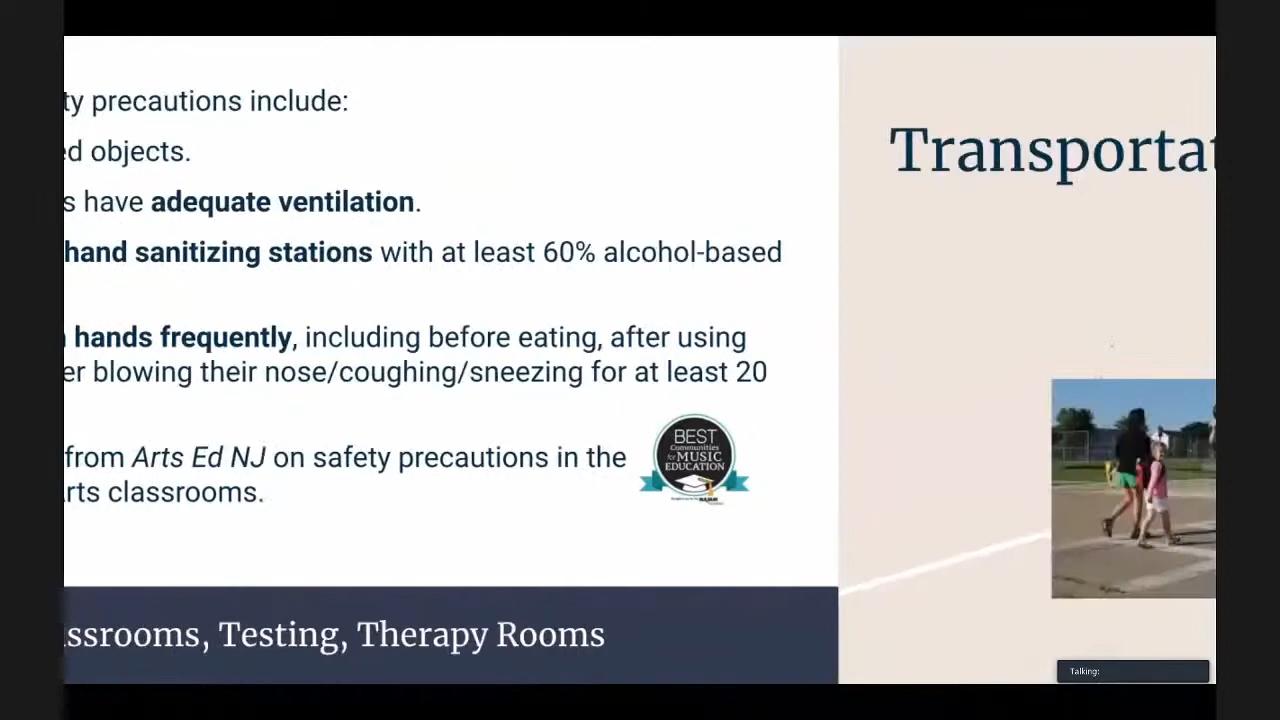 ty precautions include:
ed objects.
s have adequate ventilation.
hand sanitizing stations with at least 60% alcohol-based
hands frequently, including before eating, after using
er blowing their nose/coughing/sneezing for at least 20
from Arts Ed NJ on safety precautions in the
rts classrooms.
BEST
Communities
for MUSIC
EDUCATION
ssrooms, Testing, Therapy Rooms
Transportat
Talking: